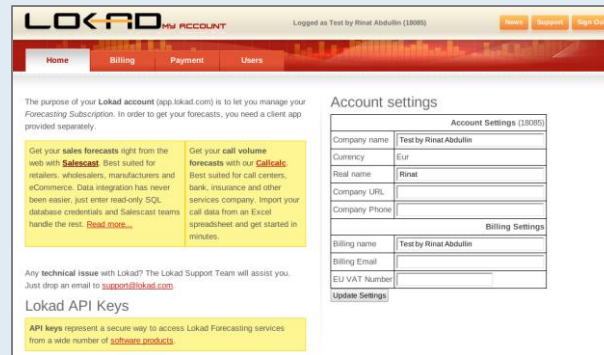 LOKAD MY ACCOUNT
Logged as Test by Rinat Abdullin (18085)
News Support Sign Ou
Home Billing Payment Users
The purpose of your Lokad account (app.lokad.com) is to let you manage your
Forecasting Subscription. In order to get your forecasts, you need a client app
provided separately.
Get your sales forecasts right from the
web with Salescast. Best suited for
retailers, wholesalers, manufacturers and
eCommerce. Data integration has never
been easier, just enter read-only SQL
database credentials and Salescast teams
handle the rest. Read more...
Get your call volume
forecasts with our Callcalc.
Best suited for call centers,
bank, insurance and other
services company. Import your
call data from an Excel
spreadsheet and get started in
minutes.
Any technical issue with Lokad? The Lokad Support Team will assist you.
Just drop an email to support@lokad.com.
Lokad API Keys
API keys represent a secure way to access Lokad Forecasting services
from a wide number of software products.
Account settings
Account Settings (18085)
Company name Test by Rinat Abdullin
Currency Eur
Real name Rinat
Company URL
Company Phone
Billing Settings
Billing name Test by Rinat Abdullin
Billing Email
EU VAT Number
Update Settings